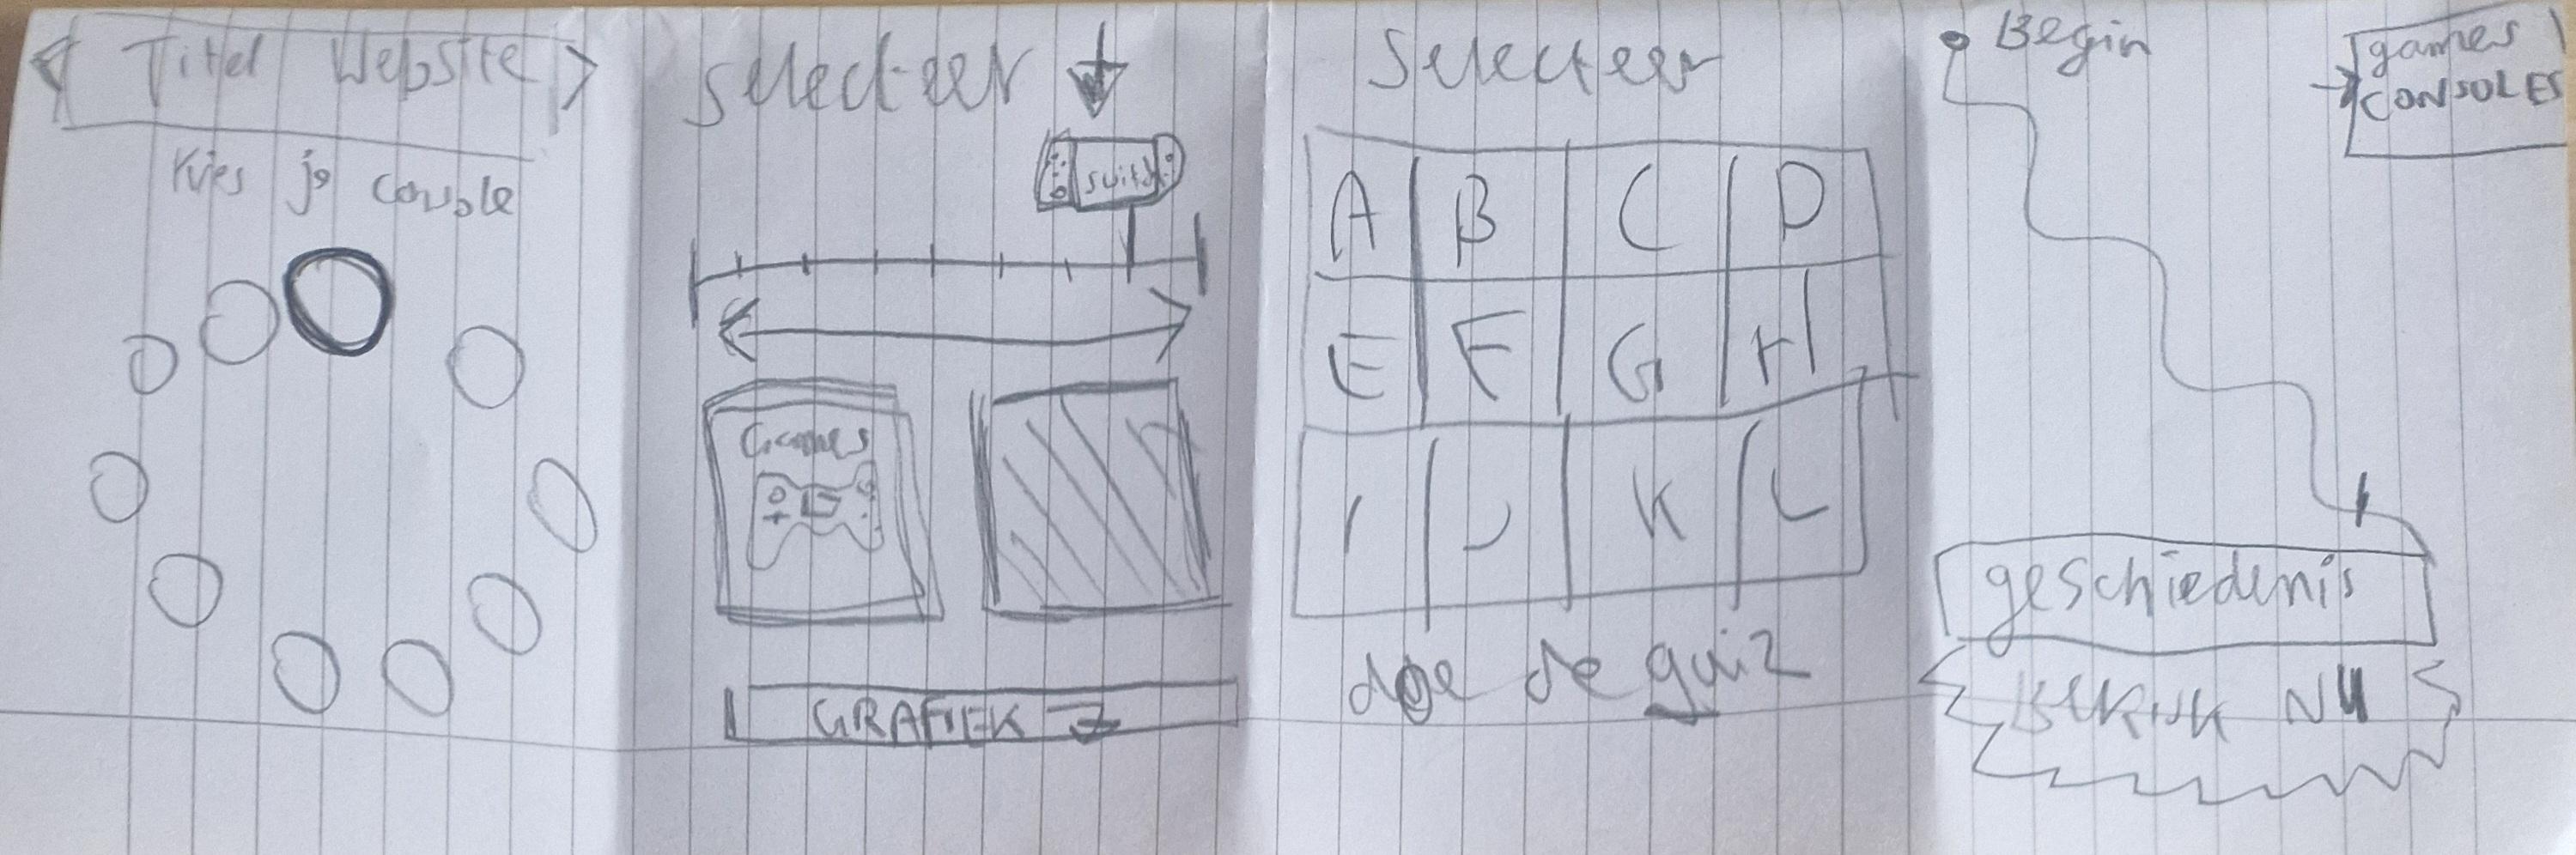 Titel Website
Kies je console
selecteer
switch
Games
GRAFIEK
Selecteer
A B C D
E F G H
I J K L
doe de quiz
Begin
games
CONSOLES
geschiedenis
BEKIJK NU